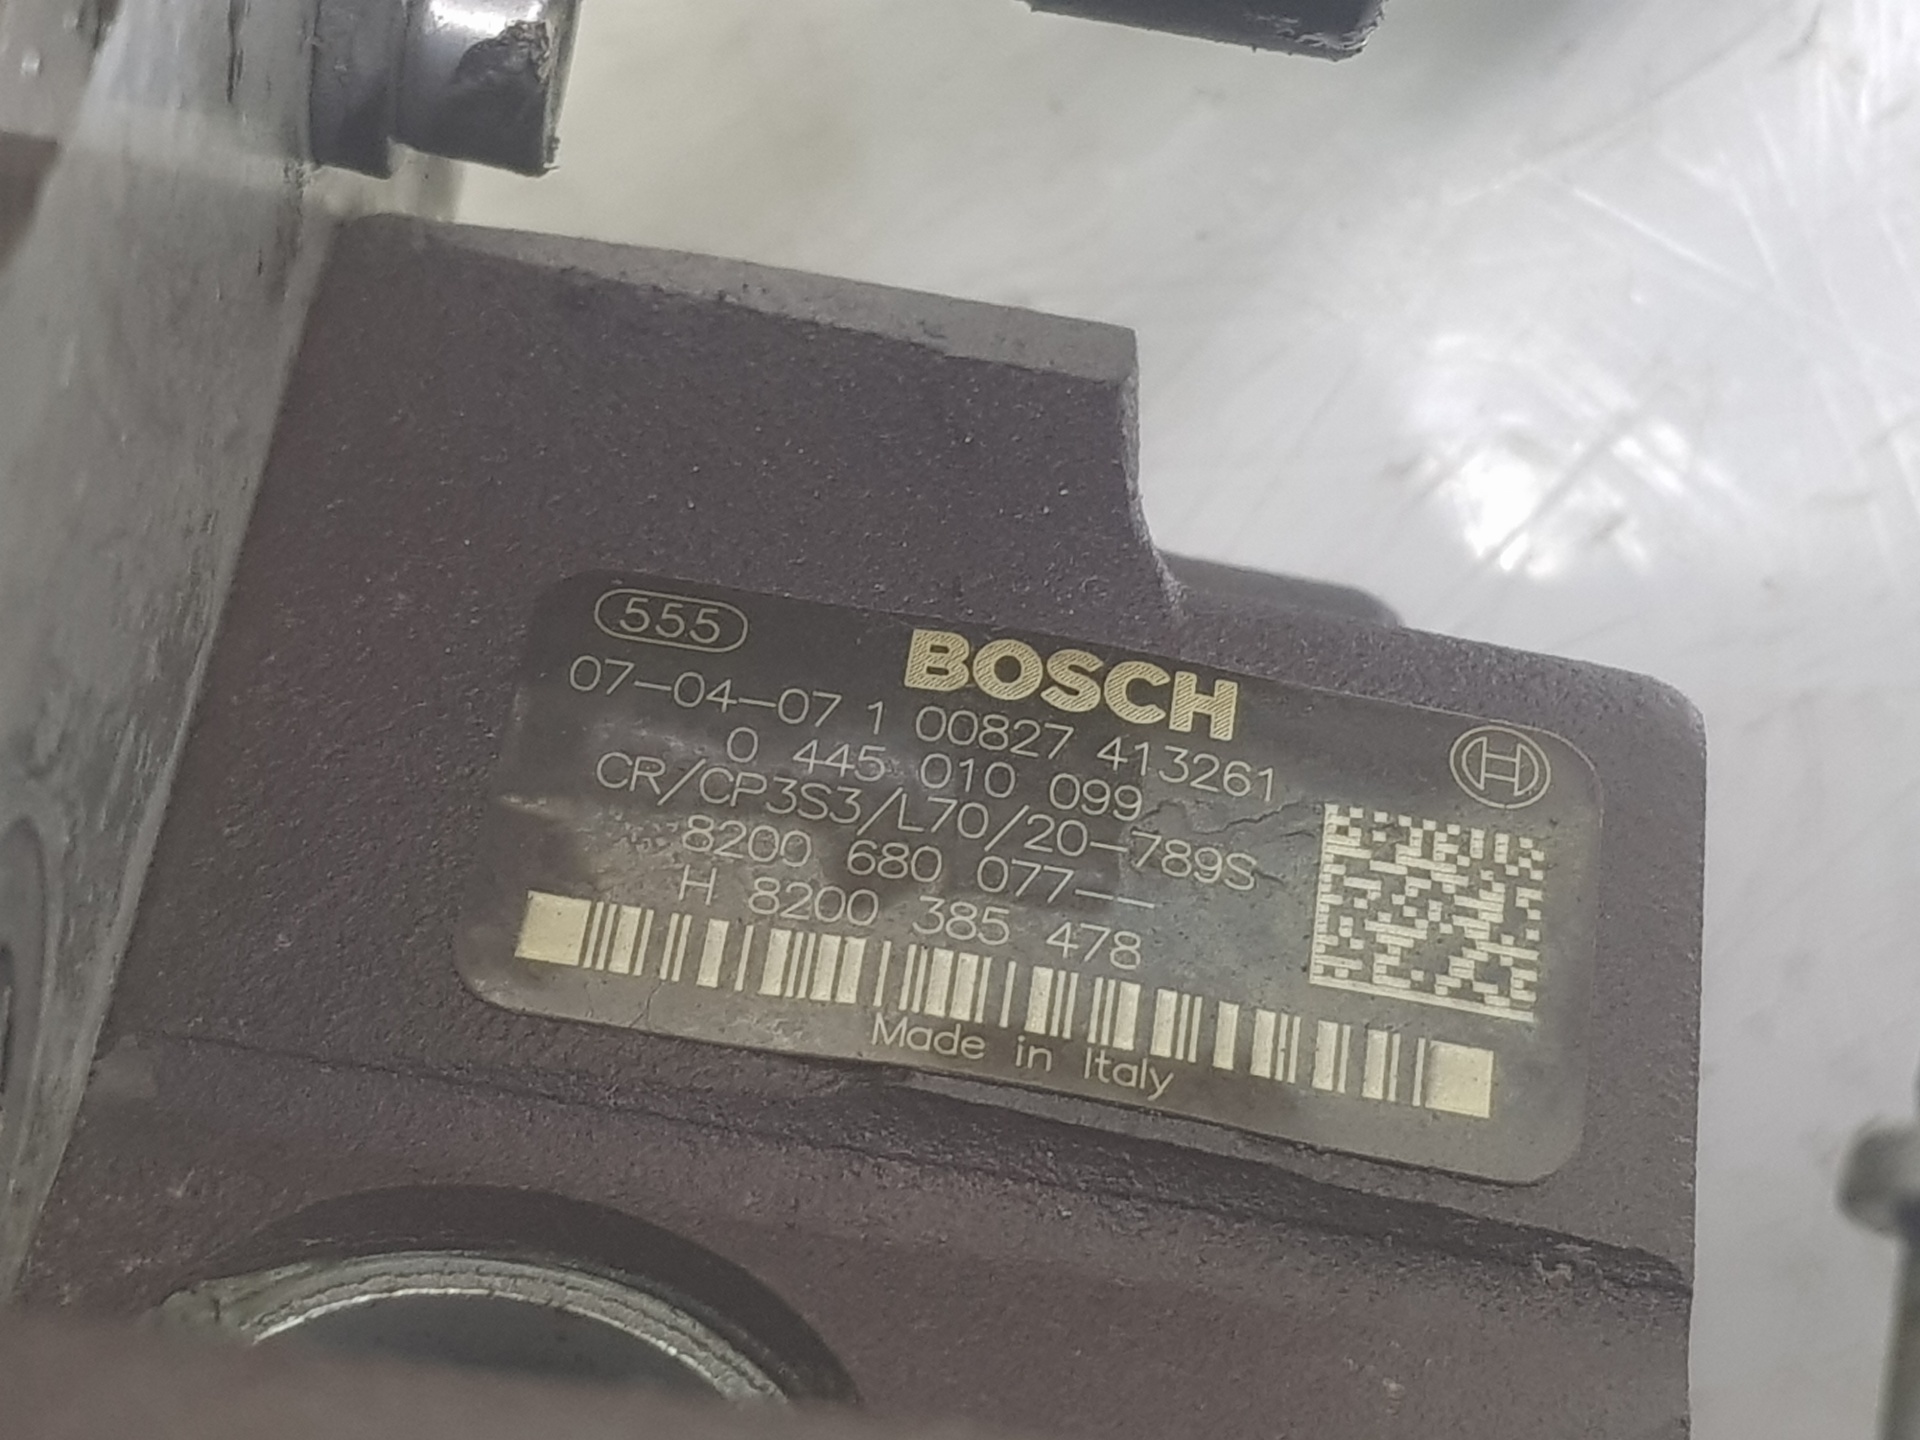 555
BOSCH
07-04-07 1 00827 413261
0 445 010 099
CR/CP3S3/L70/20-789S
8200 680 077--
H 8200 385 478
Made in Italy